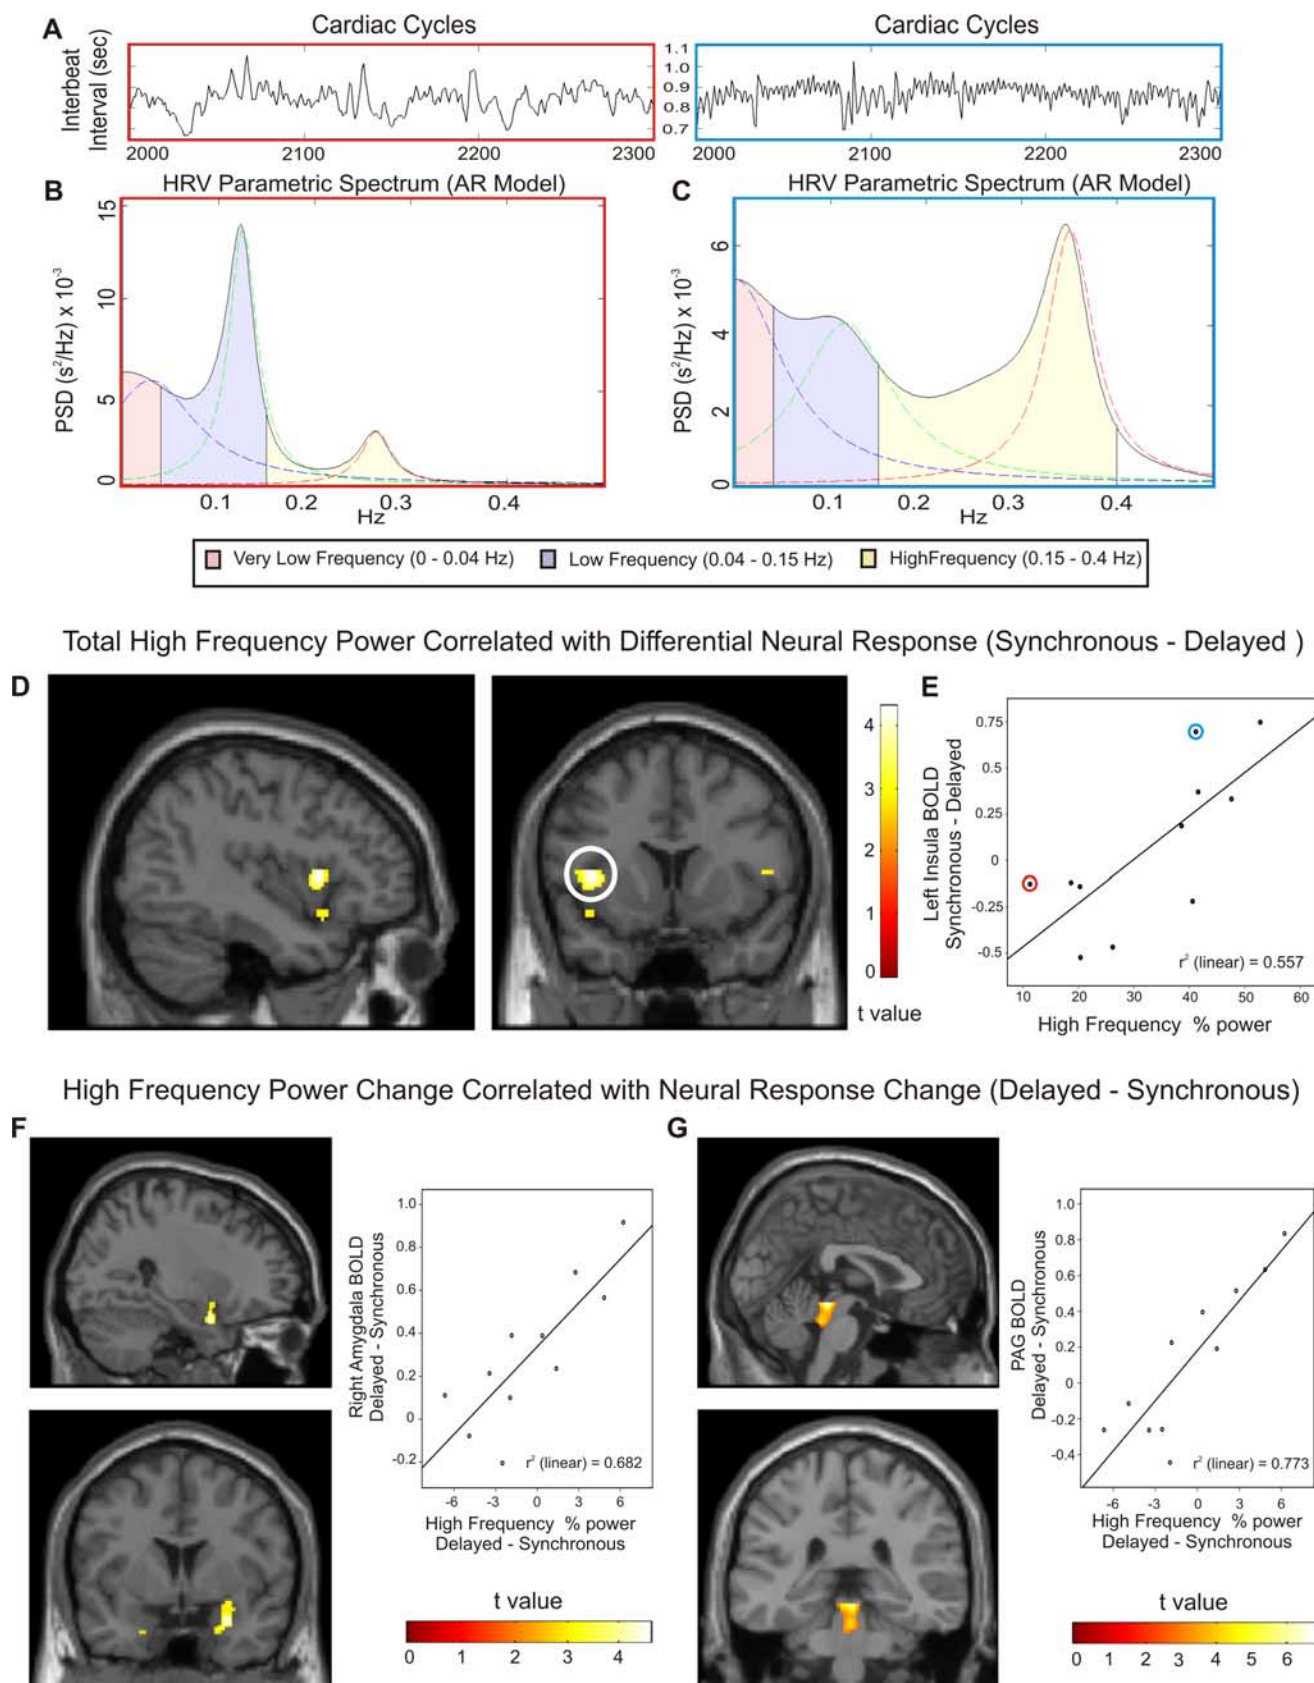 A
Cardiac Cycles
Cardiac Cycles
Interbeat
Interval (sec)
1.1
1.0
0.9
0.8
0.7
2000 2100 2200 2300
2000 2100 2200 2300
B
HRV Parametric Spectrum (AR Model)
C
HRV Parametric Spectrum (AR Model)
PSD (s²/Hz) x 10⁻³
15
10
5
0
0.1 0.2 0.3 0.4
Hz
PSD (s²/Hz) x 10⁻³
6
4
2
0
0.1 0.2 0.3 0.4
Hz
Very Low Frequency (0 - 0.04 Hz) Low Frequency (0.04 - 0.15 Hz) HighFrequency (0.15 - 0.4 Hz)
Total High Frequency Power Correlated with Differential Neural Response (Synchronous - Delayed )
D
4
3
2
1
0
t value
E
Left Insula BOLD
Synchronous - Delayed
0.75
0.5
0.25
0
-0.25
-0.5
r² (linear) = 0.557
10 20 30 40 50 60
High Frequency % power
High Frequency Power Change Correlated with Neural Response Change (Delayed - Synchronous)
F
Right Amygdala BOLD
Delayed - Synchronous
1.0
0.8
0.6
0.4
0.2
0
-0.2
r² (linear) = 0.682
-6 -3 0 3 6
High Frequency % power
Delayed - Synchronous
t value
0 1 2 3 4
G
PAG BOLD
Delayed - Synchronous
1.0
0.8
0.6
0.4
0.2
0
-0.2
-0.4
r² (linear) = 0.773
-6 -3 0 3 6
High Frequency % power
Delayed - Synchronous
t value
0 1 2 3 4 5 6